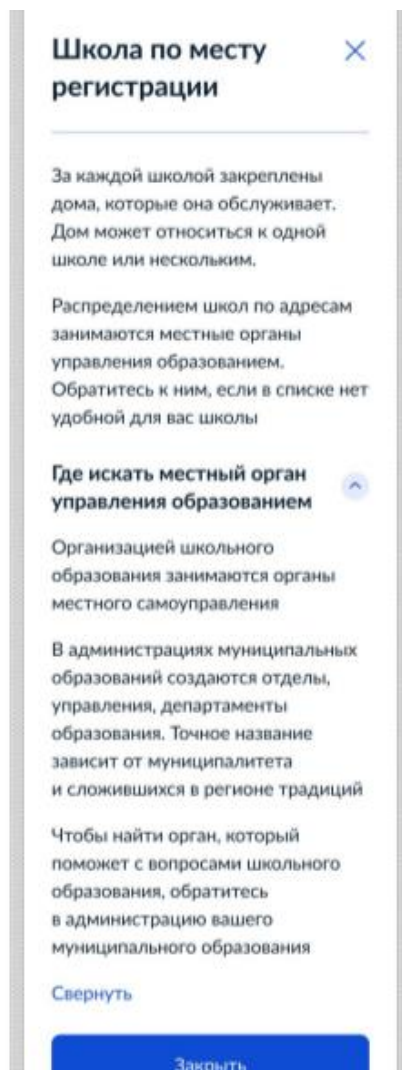 Школа по месту
регистрации
За каждой школой закреплены
дома, которые она обслуживает.
Дом может относиться к одной
школе или нескольким.
Распределением школ по адресам
занимаются местные органы
управления образованием.
Обратитесь к ним, если в списке нет
удобной для вас школы
Где искать местный орган
управления образованием
Организацией школьного
образования занимаются органы
местного самоуправления
В администрациях муниципальных
образований создаются отделы,
управления, департаменты
образования. Точное название
зависит от муниципалитета
и сложившихся в регионе традиций
Чтобы найти орган, который
поможет с вопросами школьного
образования, обратитесь
в администрацию вашего
муниципального образования
Свернуть
Закрыть